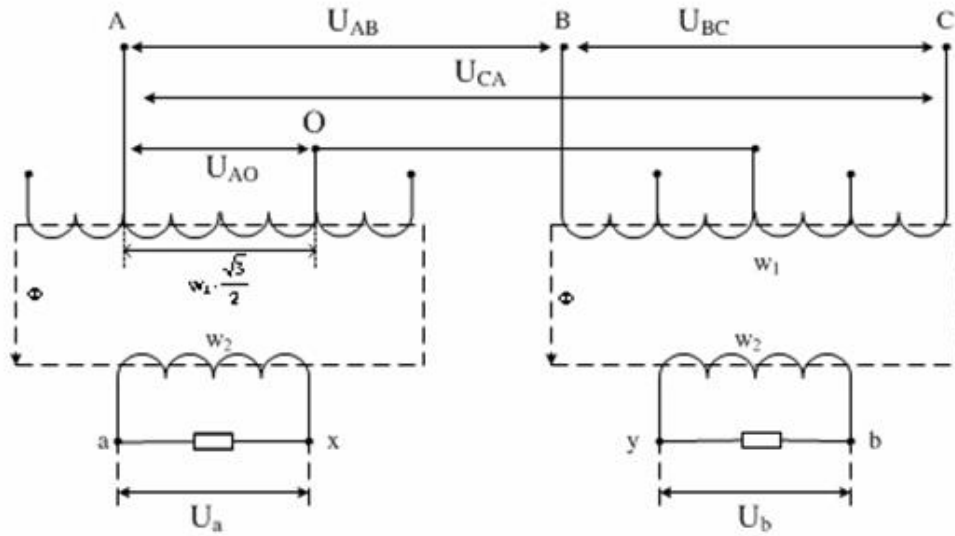 A U_AB B U_BC C
U_CA
O
U_AO
w₁·√3/2
w₁
Φ Φ
w₂ w₂
a x y b
U_a U_b